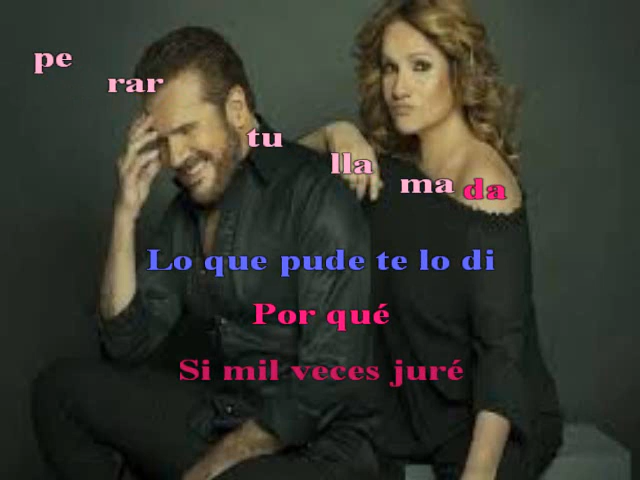 pe rar tu lla ma da
Lo que pude te lo di
Por qué
Si mil veces juré